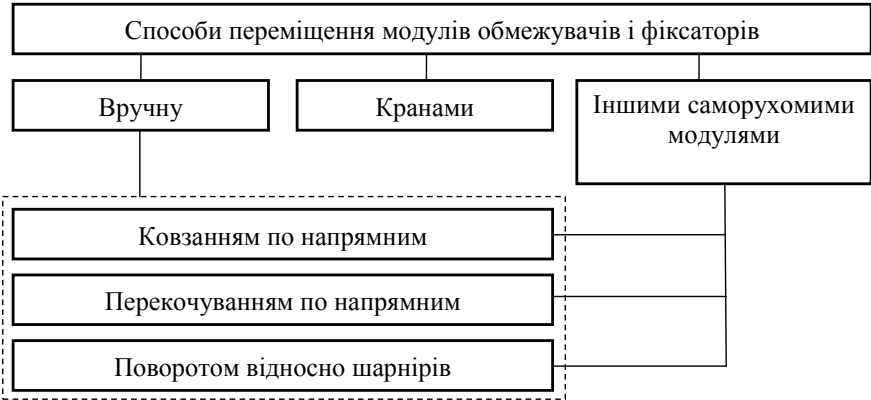 Способи переміщення модулів обмежувачів і фіксаторів
Вручну
Кранами
Іншими саморухомими
модулями
Ковзанням по напрямним
Перекочуванням по напрямним
Поворотом відносно шарнірів